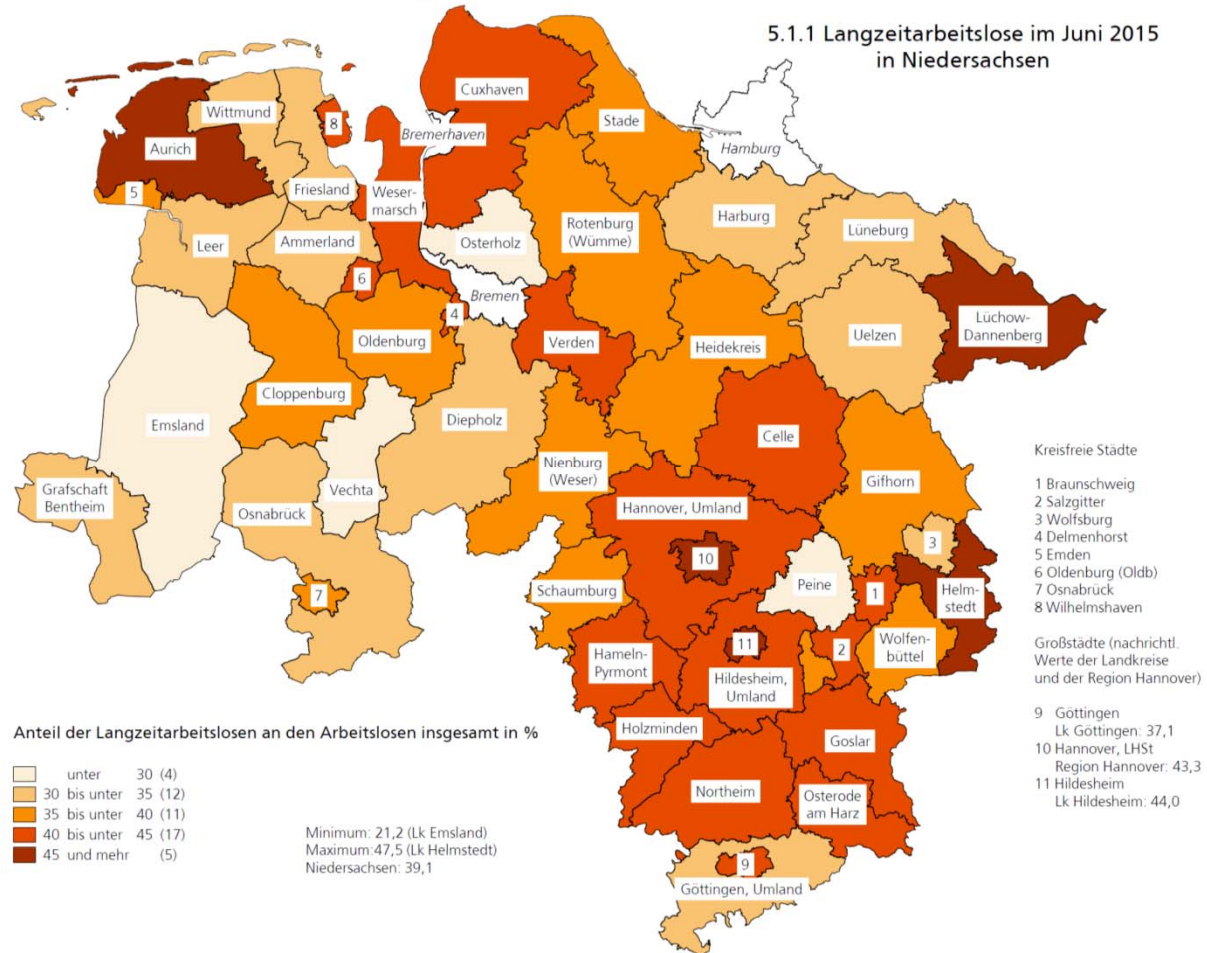 5.1.1 Langzeitarbeitslose im Juni 2015
in Niedersachsen
Cuxhaven
Wittmund
8
Bremerhaven
Stade
Hamburg
Aurich
5
Friesland
Weser-
marsch
Rotenburg
(Wümme)
Harburg
Lüneburg
Leer
Ammerland
Osterholz
6
Bremen
4
Oldenburg
Verden
Heidekreis
Uelzen
Lüchow-
Dannenberg
Cloppenburg
Emsland
Diepholz
Celle
Vechta
Nienburg
(Weser)
Gifhorn
Grafschaft
Bentheim
Osnabrück
Hannover, Umland
3
10
Peine
Helm-
stedt
7
Schaumburg
1
11
2
Wolfen-
büttel
Hameln-
Pyrmont
Hildesheim,
Umland
Holzminden
Goslar
Northeim
Osterode
am Harz
9
Göttingen, Umland
Kreisfreie Städte
1 Braunschweig
2 Salzgitter
3 Wolfsburg
4 Delmenhorst
5 Emden
6 Oldenburg (Oldb)
7 Osnabrück
8 Wilhelmshaven
Großstädte (nachrichtl.
Werte der Landkreise
und der Region Hannover)
9 Göttingen
Lk Göttingen: 37,1
10 Hannover, LHSt
Region Hannover: 43,3
11 Hildesheim
Lk Hildesheim: 44,0
Anteil der Langzeitarbeitslosen an den Arbeitslosen insgesamt in %
unter 30 (4)
30 bis unter 35 (12)
35 bis unter 40 (11)
40 bis unter 45 (17)
45 und mehr (5)
Minimum: 21,2 (Lk Emsland)
Maximum:47,5 (Lk Helmstedt)
Niedersachsen: 39,1